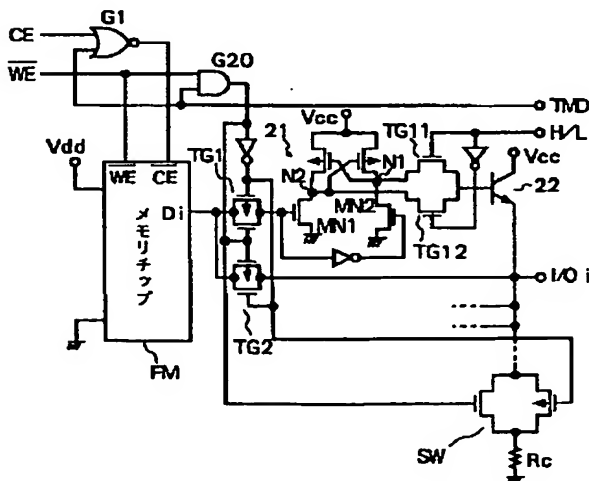 G1
CE
WE
G20
TMD
Vcc
H/L
Vdd
21
TG11
Vcc
TG1
N2
N1
22
WE
CE
メモリチップ
Di
MN1
MN2
TG12
I/O i
TG2
FM
SW
Rc